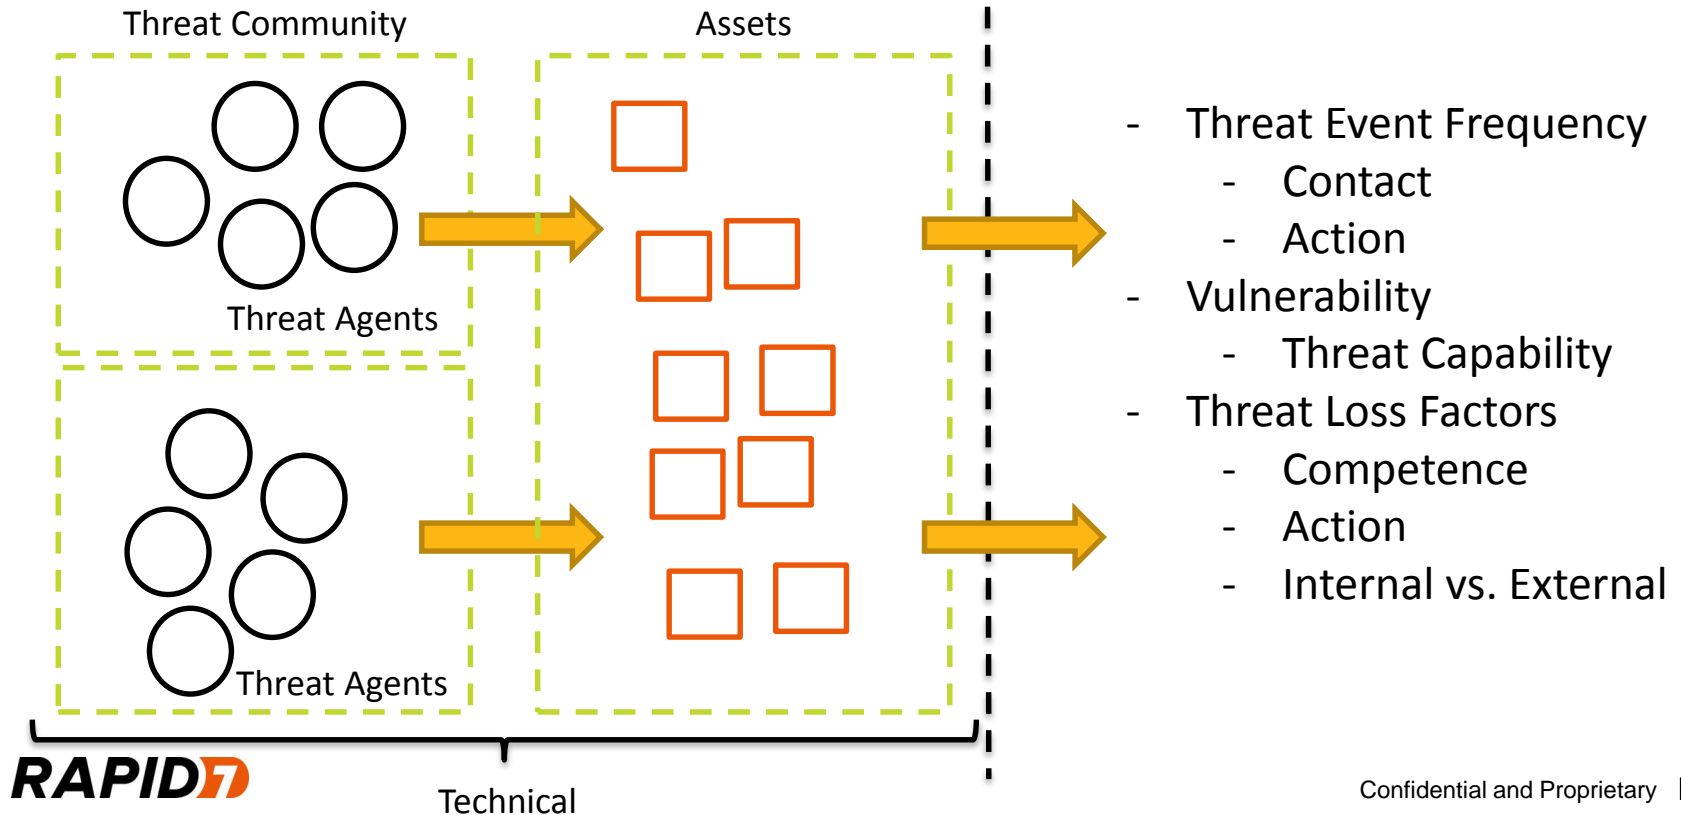 Threat Community
Assets
Threat Agents
Threat Agents
- Threat Event Frequency
- Contact
- Action
- Vulnerability
- Threat Capability
- Threat Loss Factors
- Competence
- Action
- Internal vs. External
RAPID7
Technical
Confidential and Proprietary |